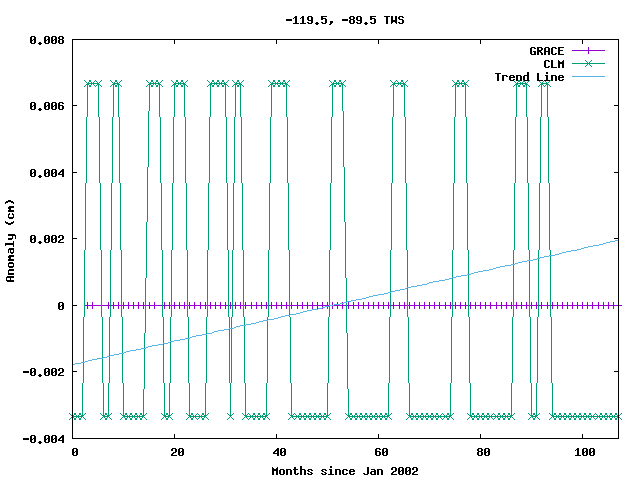 -119.5, -89.5 TWS
0.008
0.006
0.004
0.002
0
-0.002
-0.004
Anomaly (cm)
GRACE
CLM
Trend Line
0 20 40 60 80 100
Months since Jan 2002